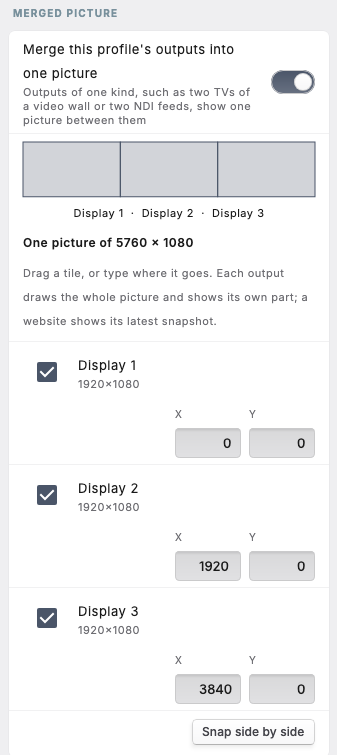 MERGED PICTURE
Merge this profile's outputs into
one picture
Outputs of one kind, such as two TVs of
a video wall or two NDI feeds, show one
picture between them
Display 1 · Display 2 · Display 3
One picture of 5760 × 1080
Drag a tile, or type where it goes. Each output
draws the whole picture and shows its own part; a
website shows its latest snapshot.
Display 1
1920×1080
X Y
0 0
Display 2
1920×1080
X Y
1920 0
Display 3
1920×1080
X Y
3840 0
Snap side by side